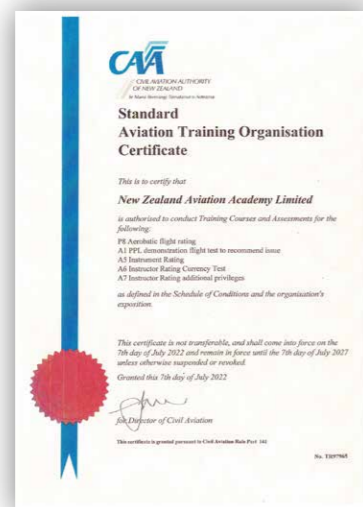 CAA
CIVIL AVIATION AUTHORITY
OF NEW ZEALAND
Standard
Aviation Training Organisation
Certificate
This is to certify that
New Zealand Aviation Academy Limited
is authorised to conduct Training Courses and Assessments for the
following:
P8 Aerobatic flight rating
A1 PPL demonstration flight test to recommend issue
A5 Instrument Rating
A6 Instructor Rating Currency Test
A7 Instructor Rating additional privileges
as defined in the Schedule of Conditions and the organisation's
exposition
This certificate is not transferable, and shall come into force on the
7th day of July 2022 and remain in force until the 7th day of July 2027
unless otherwise suspended or revoked
Granted this 7th day of July 2022
for Director of Civil Aviation
This certificate is granted pursuant to Civil Aviation Rule Part 141